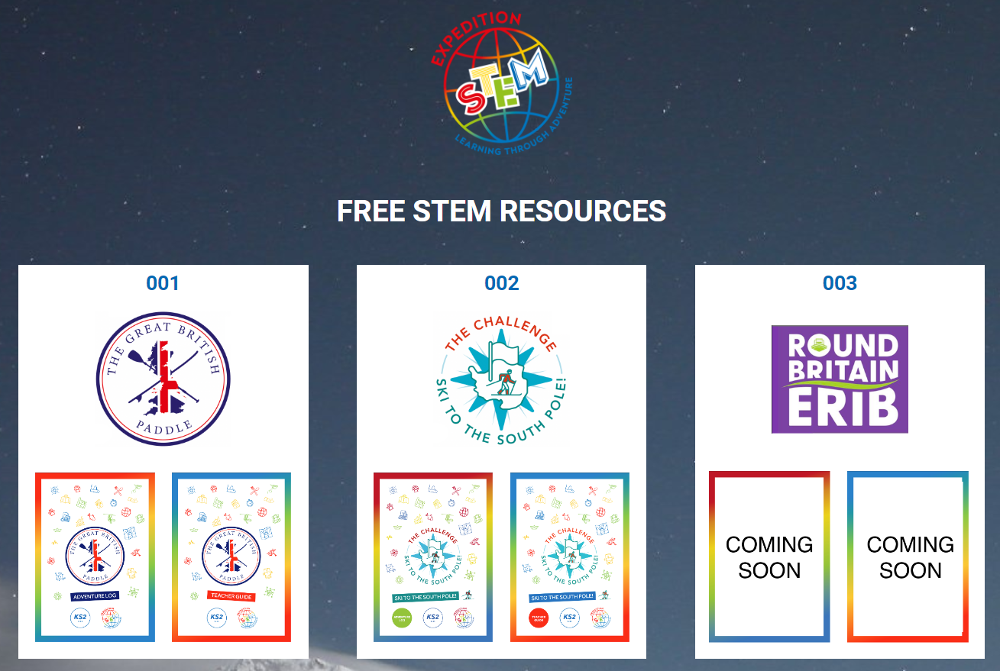 EXPEDITION
STEM
LEARNING THROUGH ADVENTURE
FREE STEM RESOURCES
001
THE GREAT BRITISH
PADDLE
THE GREAT BRITISH
PADDLE
ADVENTURE LOG
KS2
THE GREAT BRITISH
PADDLE
TEACHER GUIDE
KS2
002
THE CHALLENGE
SKI TO THE SOUTH POLE!
THE CHALLENGE
SKI TO THE SOUTH POLE!
SKI TO THE SOUTH POLE!
ADVENTURE
LOG
KS2
THE CHALLENGE
SKI TO THE SOUTH POLE!
SKI TO THE SOUTH POLE!
TEACHER
GUIDE
KS2
003
ROUND
BRITAIN
ERIB
COMING
SOON
COMING
SOON